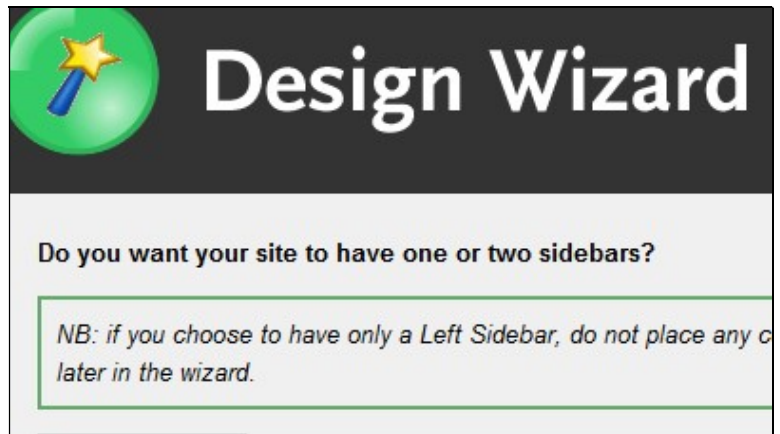 Design Wizard
Do you want your site to have one or two sidebars?
NB: if you choose to have only a Left Sidebar, do not place any
later in the wizard.